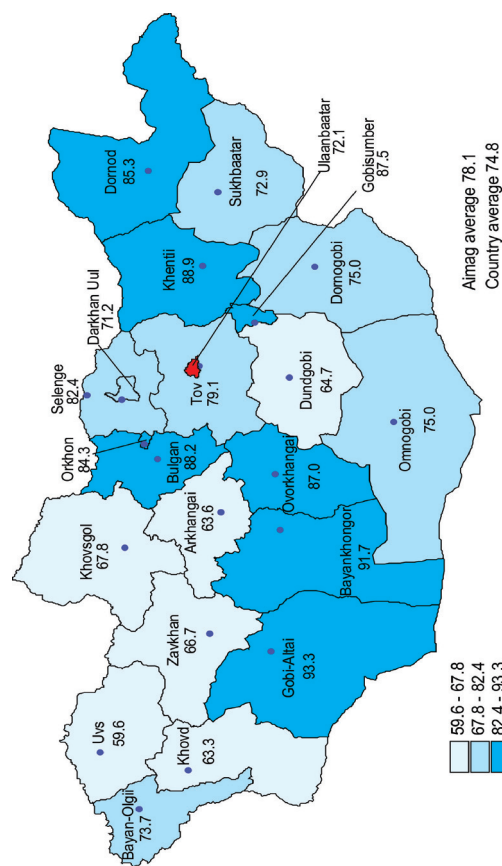 Uvs
59.6
Bayan-Olgii
73.7
Khovd
63.3
Zavkhan
66.7
Khovsgol
67.8
Gobi-Altai
93.3
Arkhangai
63.6
Bayankhongor
91.7
Orkhon
84.3
Bulgan
88.2
Ovorkhangai
87.0
Selenge
82.4
Darkhan Uul
71.2
Tov
79.1
Dundgobi
64.7
Omnogobi
75.0
Khentii
88.9
Dornod
85.3
Sukhbaatar
72.9
Dornogobi
75.0
Ulaanbaatar
72.1
Gobisumber
87.5
Aimag average 78.1
Country average 74.8
59.6 - 67.8
67.8 - 82.4
82.4 - 93.3